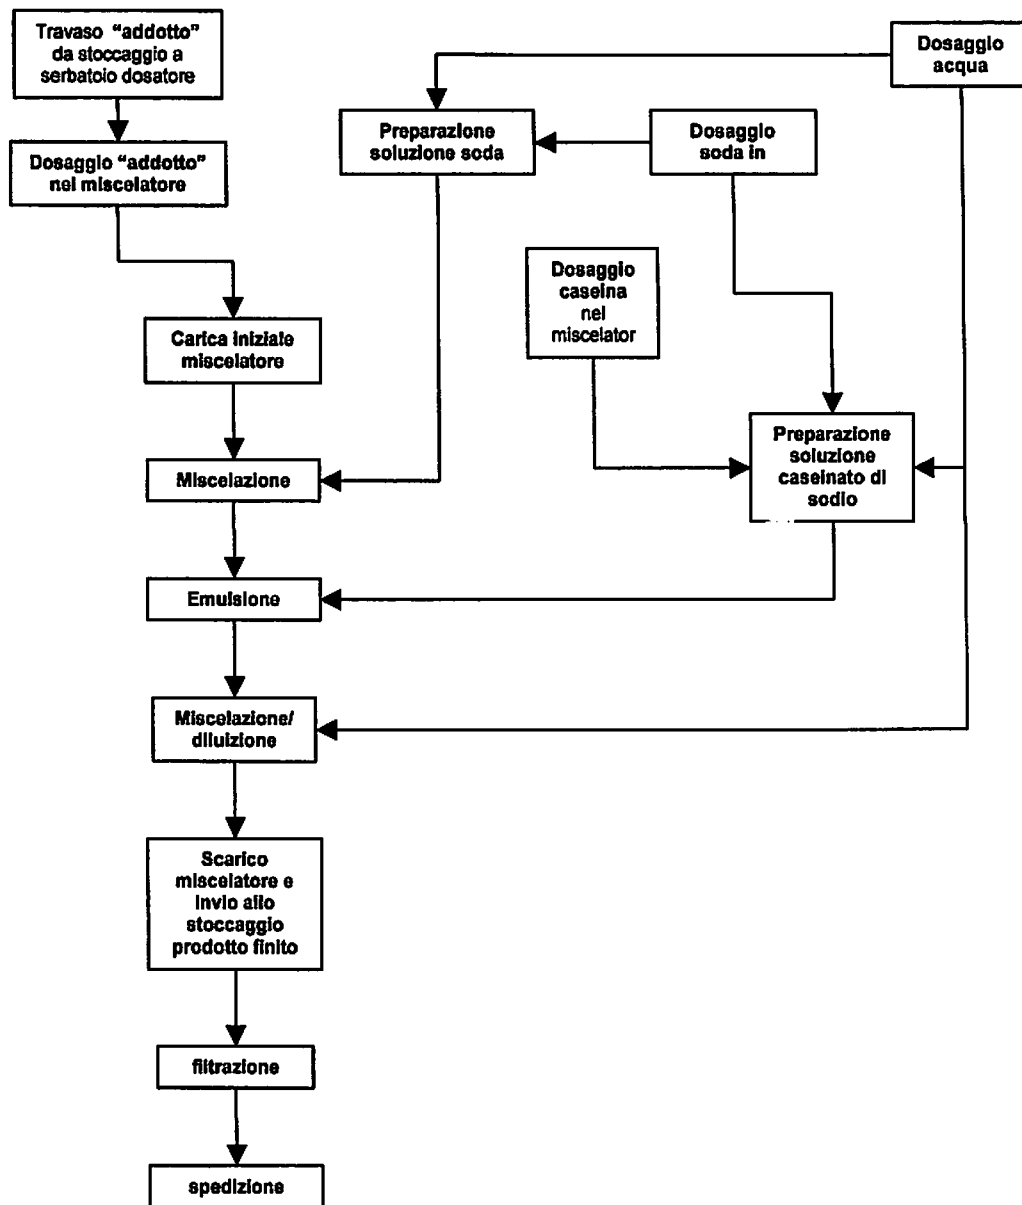 Travaso “addotto”
da stoccaggio a
serbatoio dosatore
Dosaggio
acqua
Preparazione
soluzione soda
Dosaggio
soda in
Dosaggio “addotto”
nel miscelatore
Dosaggio
caseina
nel
miscelator
Carica iniziale
miscelatore
Preparazione
soluzione
caseinato di
sodio
Miscelazione
Emulsione
Miscelazione/
diluizione
Scarico
miscelatore e
invio allo
stoccaggio
prodotto finito
filtrazione
spedizione